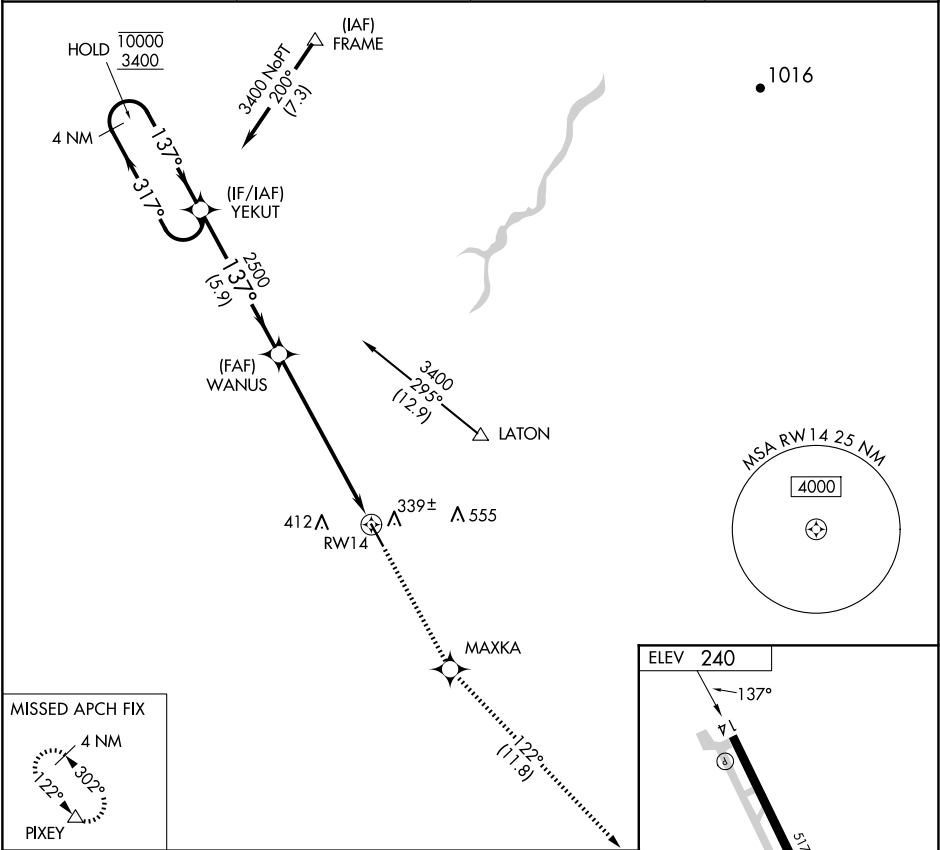 (IAF)
FRAME
HOLD
10000
3400
3400 NoPT
200°
(7.3)
1016
4 NM
137°
317°
(IF/IAF)
YEKUT
2500
137°
(5.9)
(FAF)
WANUS
3400
295°
(12.9)
LATON
MSA RW14 25 NM
4000
412
339±
555
RW14
MAXKA
122°
(11.8)
MISSED APCH FIX
4 NM
302°
122°
PIXEY
ELEV 240
137°
14
P
517